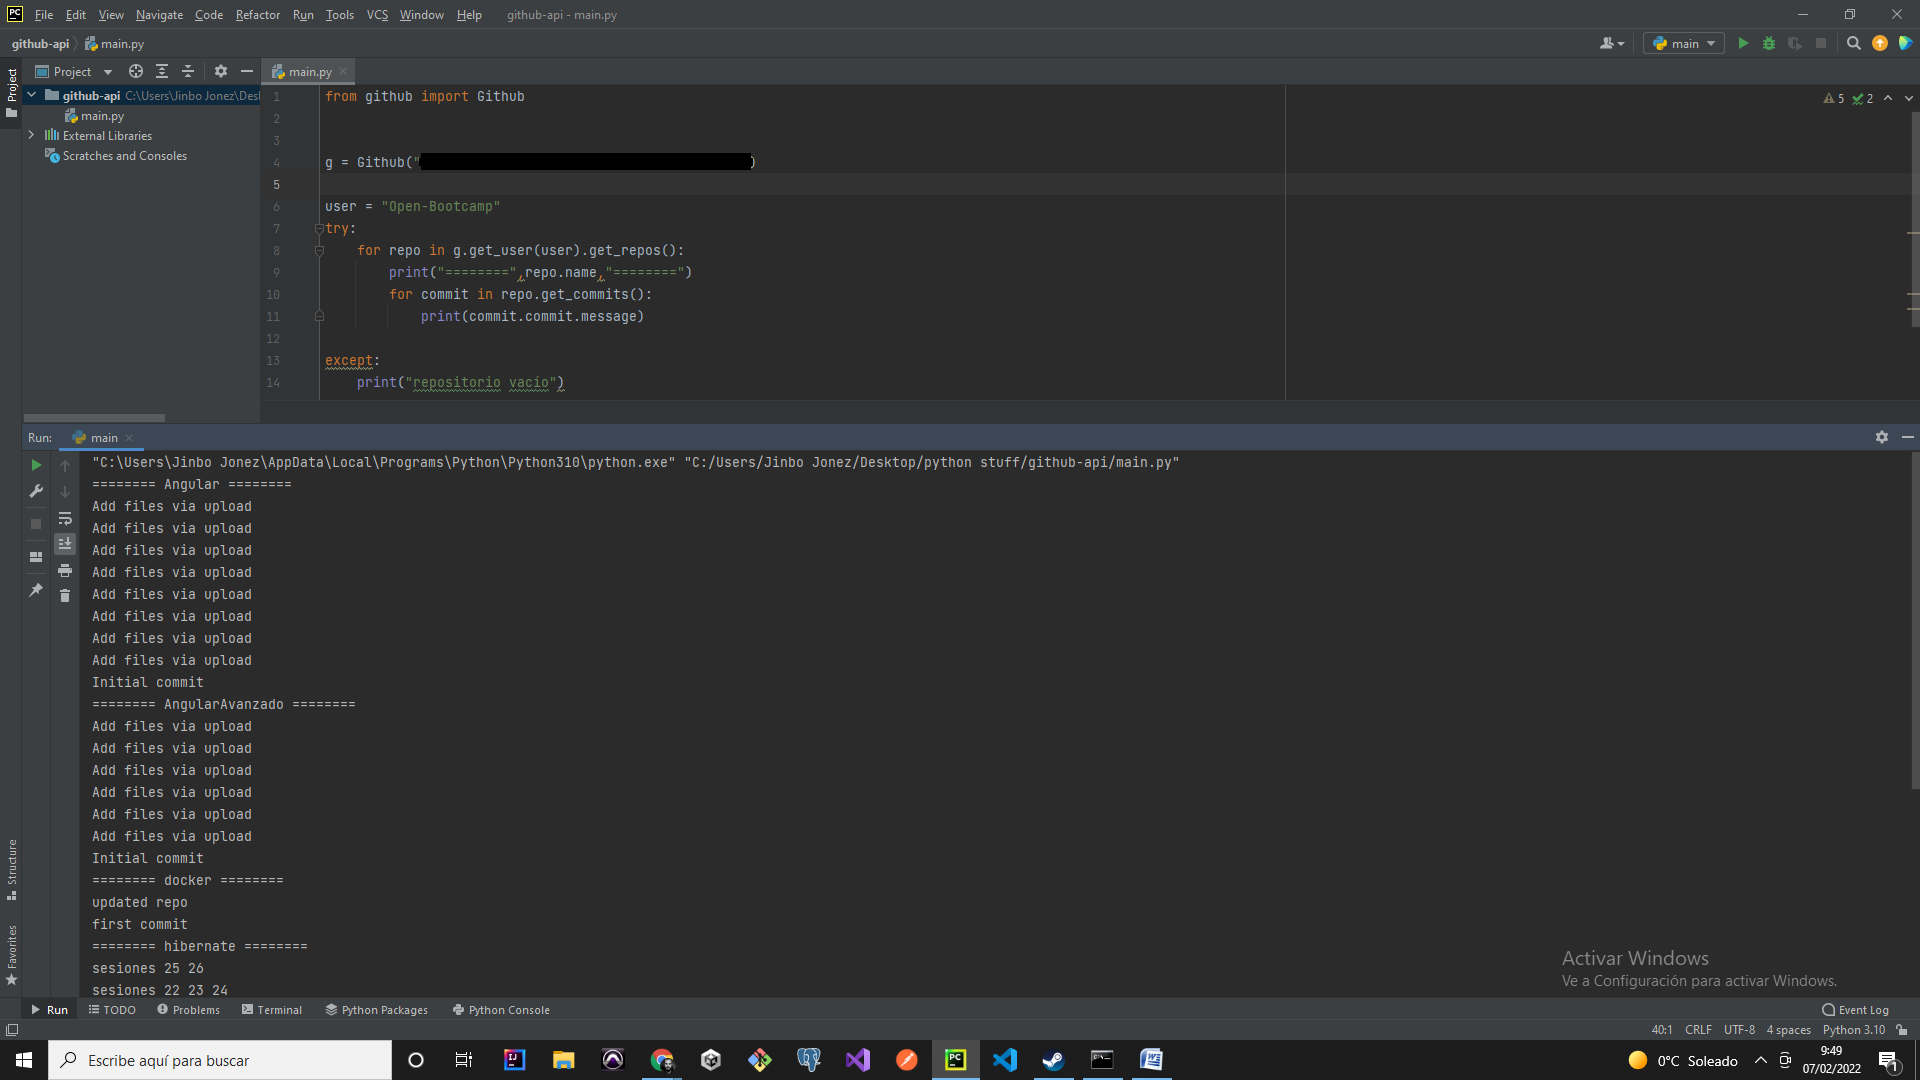 PC File Edit View Navigate Code Refactor Run Tools VCS Window Help github-api - main.py
github-api main.py main
Project main.py
github-api C:\Users\Jinbo Jonez\Desl
main.py
External Libraries
Scratches and Consoles
Project
Structure
Favorites
5 2
1 from github import Github
2
3
4 g = Github(" )
5
6 user = "Open-Bootcamp"
7 try:
8 for repo in g.get_user(user).get_repos():
9 print("========",repo.name,"========")
10 for commit in repo.get_commits():
11 print(commit.commit.message)
12
13 except:
14 print("repositorio vacio")
Run: main
"C:\Users\Jinbo Jonez\AppData\Local\Programs\Python\Python310\python.exe" "C:/Users/Jinbo Jonez/Desktop/python stuff/github-api/main.py"
======== Angular ========
Add files via upload
Add files via upload
Add files via upload
Add files via upload
Add files via upload
Add files via upload
Add files via upload
Add files via upload
Initial commit
======== AngularAvanzado ========
Add files via upload
Add files via upload
Add files via upload
Add files via upload
Add files via upload
Add files via upload
Initial commit
======== docker ========
updated repo
first commit
======== hibernate ========
sesiones 25 26
sesiones 22 23 24
Activar Windows
Ve a Configuración para activar Windows.
Run TODO Problems Terminal Python Packages Python Console Event Log
40:1 CRLF UTF-8 4 spaces Python 3.10
Escribe aquí para buscar
IJ
PC
0°C Soleado
9:49
07/02/2022
1